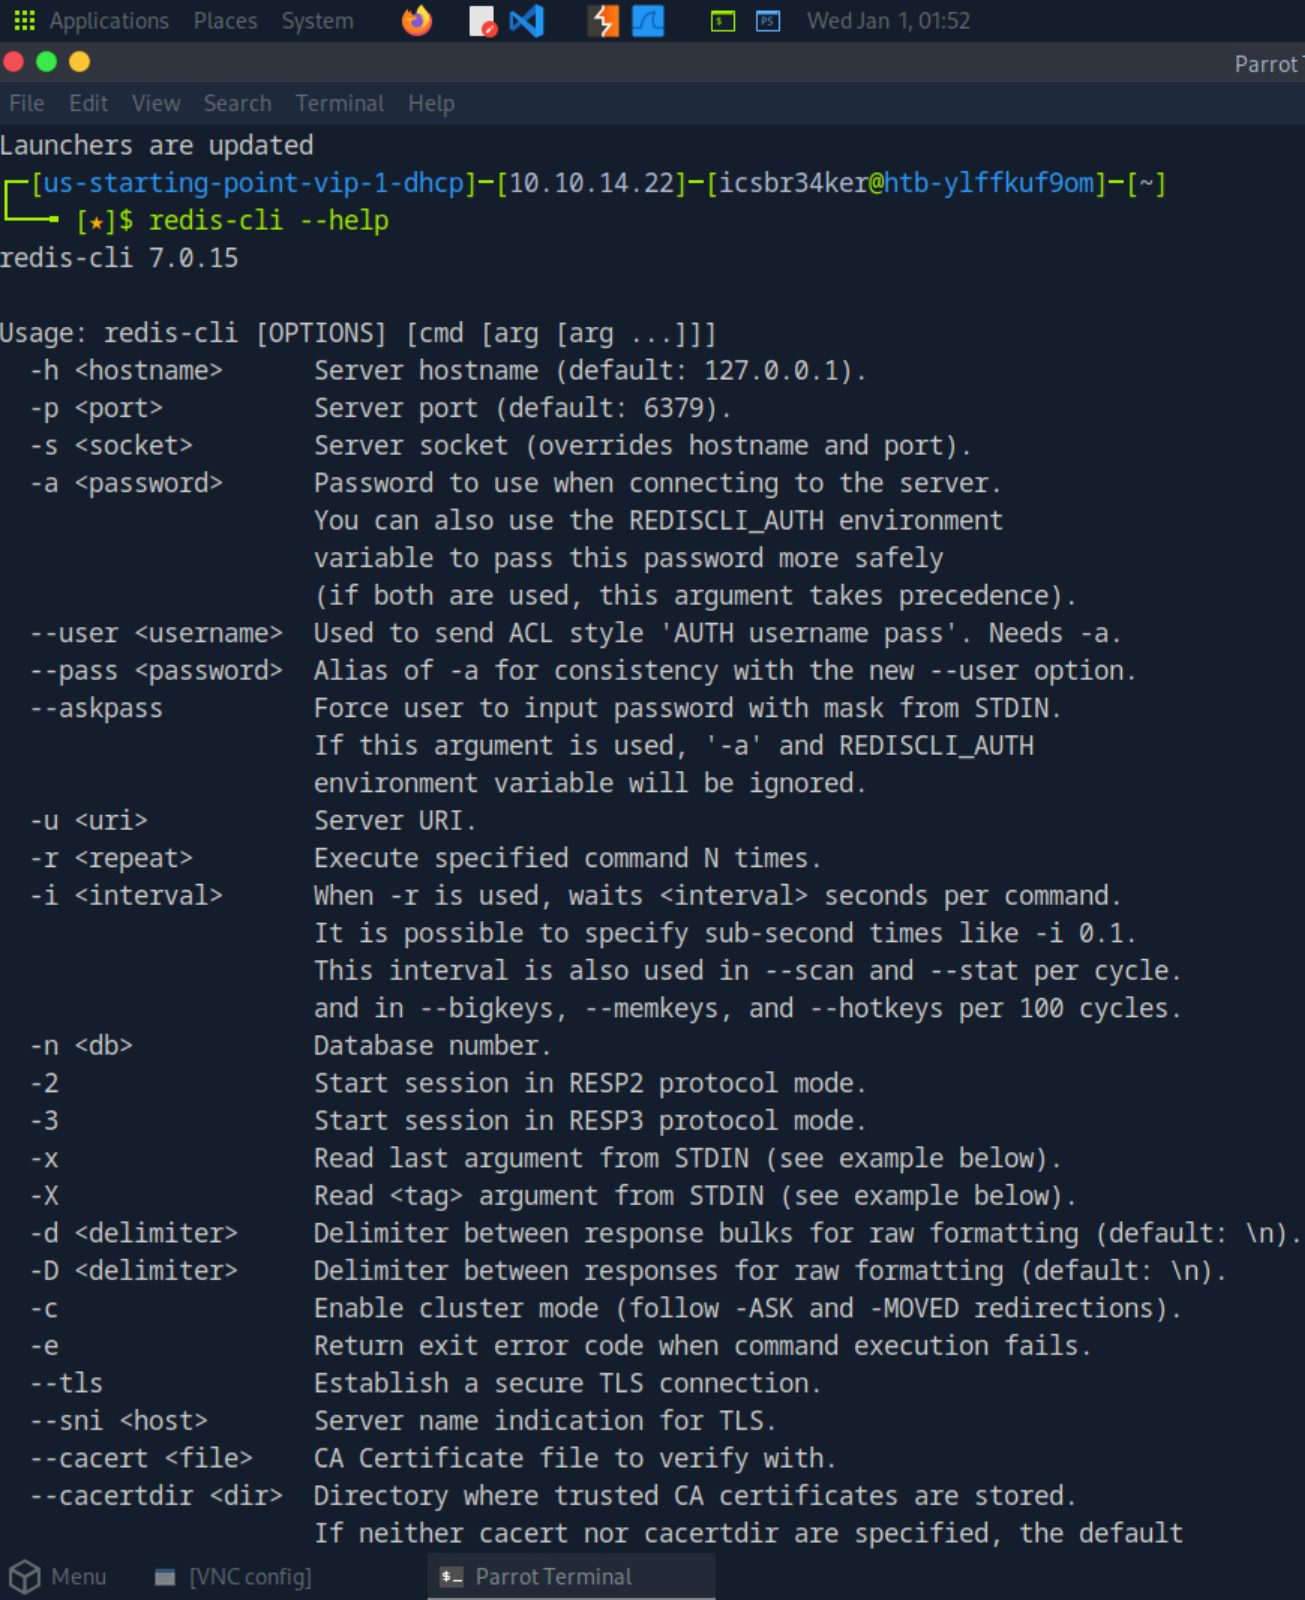 Applications Places System Wed Jan 1, 01:52
Parrot T
File Edit View Search Terminal Help
Launchers are updated
[us-starting-point-vip-1-dhcp]-[10.10.14.22]-[icsbr34ker@htb-ylffkuf9om]-[~]
[★]$ redis-cli --help
redis-cli 7.0.15
Usage: redis-cli [OPTIONS] [cmd [arg [arg ...]]]
-h <hostname> Server hostname (default: 127.0.0.1).
-p <port> Server port (default: 6379).
-s <socket> Server socket (overrides hostname and port).
-a <password> Password to use when connecting to the server.
You can also use the REDISCLI_AUTH environment
variable to pass this password more safely
(if both are used, this argument takes precedence).
--user <username> Used to send ACL style 'AUTH username pass'. Needs -a.
--pass <password> Alias of -a for consistency with the new --user option.
--askpass Force user to input password with mask from STDIN.
If this argument is used, '-a' and REDISCLI_AUTH
environment variable will be ignored.
-u <uri> Server URI.
-r <repeat> Execute specified command N times.
-i <interval> When -r is used, waits <interval> seconds per command.
It is possible to specify sub-second times like -i 0.1.
This interval is also used in --scan and --stat per cycle.
and in --bigkeys, --memkeys, and --hotkeys per 100 cycles.
-n <db> Database number.
-2 Start session in RESP2 protocol mode.
-3 Start session in RESP3 protocol mode.
-x Read last argument from STDIN (see example below).
-X Read <tag> argument from STDIN (see example below).
-d <delimiter> Delimiter between response bulks for raw formatting (default: \n).
-D <delimiter> Delimiter between responses for raw formatting (default: \n).
-c Enable cluster mode (follow -ASK and -MOVED redirections).
-e Return exit error code when command execution fails.
--tls Establish a secure TLS connection.
--sni <host> Server name indication for TLS.
--cacert <file> CA Certificate file to verify with.
--cacertdir <dir> Directory where trusted CA certificates are stored.
If neither cacert nor cacertdir are specified, the default
Menu [VNC config] Parrot Terminal